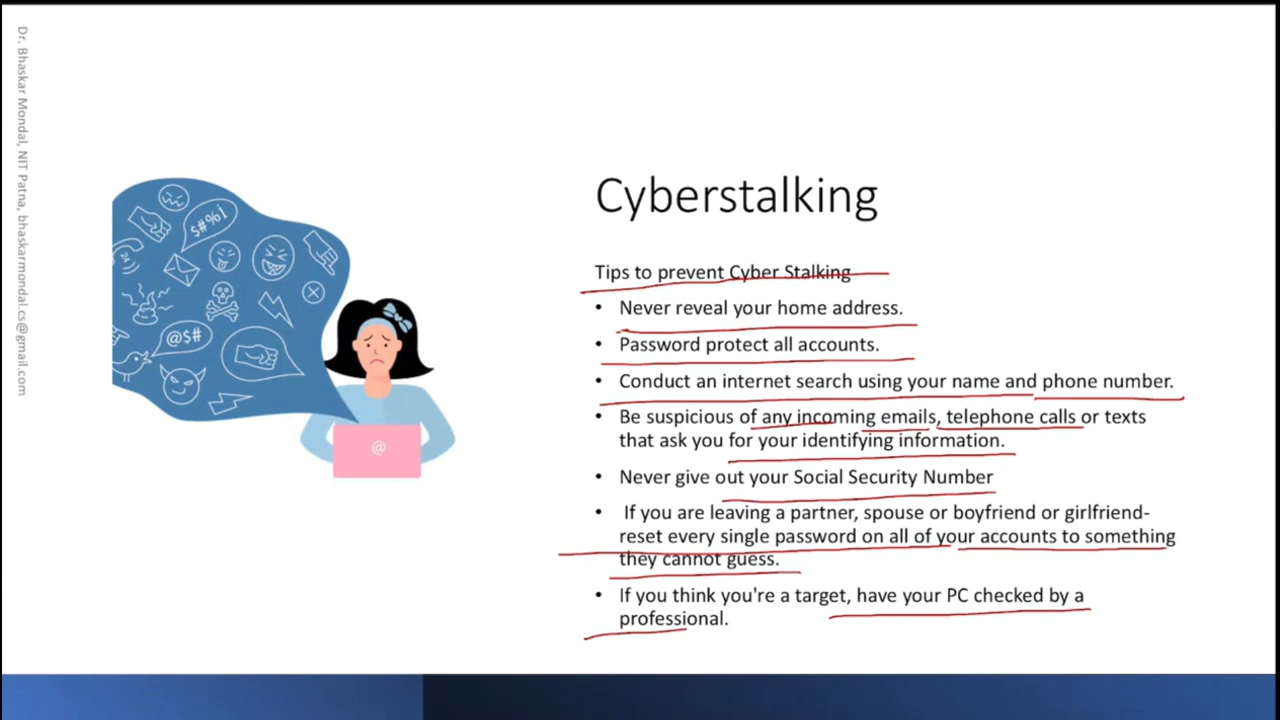 Dr. Bhaskar Mondal, NIT Patna, bhaskarmondal.cs@gmail.com
$#%!
24
@$#
@
Cyberstalking
Tips to prevent Cyber Stalking
• Never reveal your home address.
• Password protect all accounts.
• Conduct an internet search using your name and phone number.
• Be suspicious of any incoming emails, telephone calls or texts
that ask you for your identifying information.
• Never give out your Social Security Number
• If you are leaving a partner, spouse or boyfriend or girlfriend-
reset every single password on all of your accounts to something
they cannot guess.
• If you think you're a target, have your PC checked by a
professional.